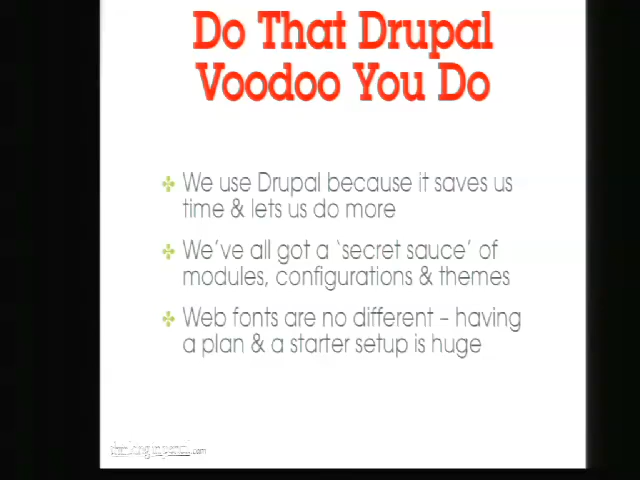 Do That Drupal
Voodoo You Do
We use Drupal because it saves us
time & lets us do more
We've all got a 'secret sauce' of
modules, configurations & themes
Web fonts are no different – having
a plan & a starter setup is huge